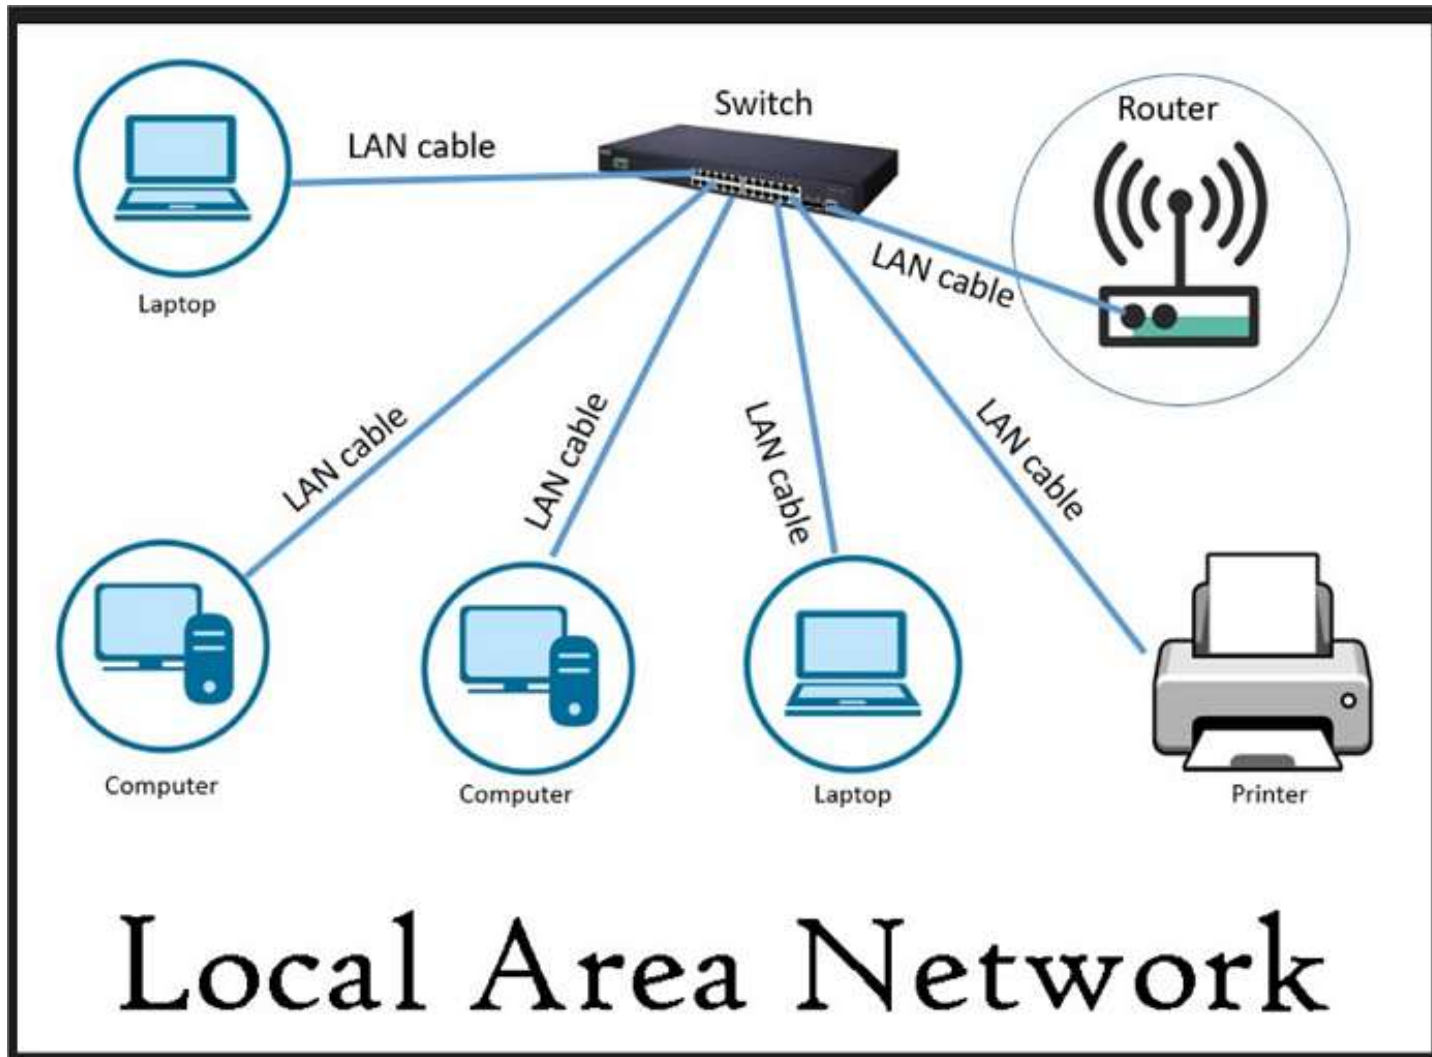 Switch
Router
LAN cable
Laptop
LAN cable
LAN cable
LAN cable
LAN cable
LAN cable
Computer
Computer
Laptop
Printer
Local Area Network